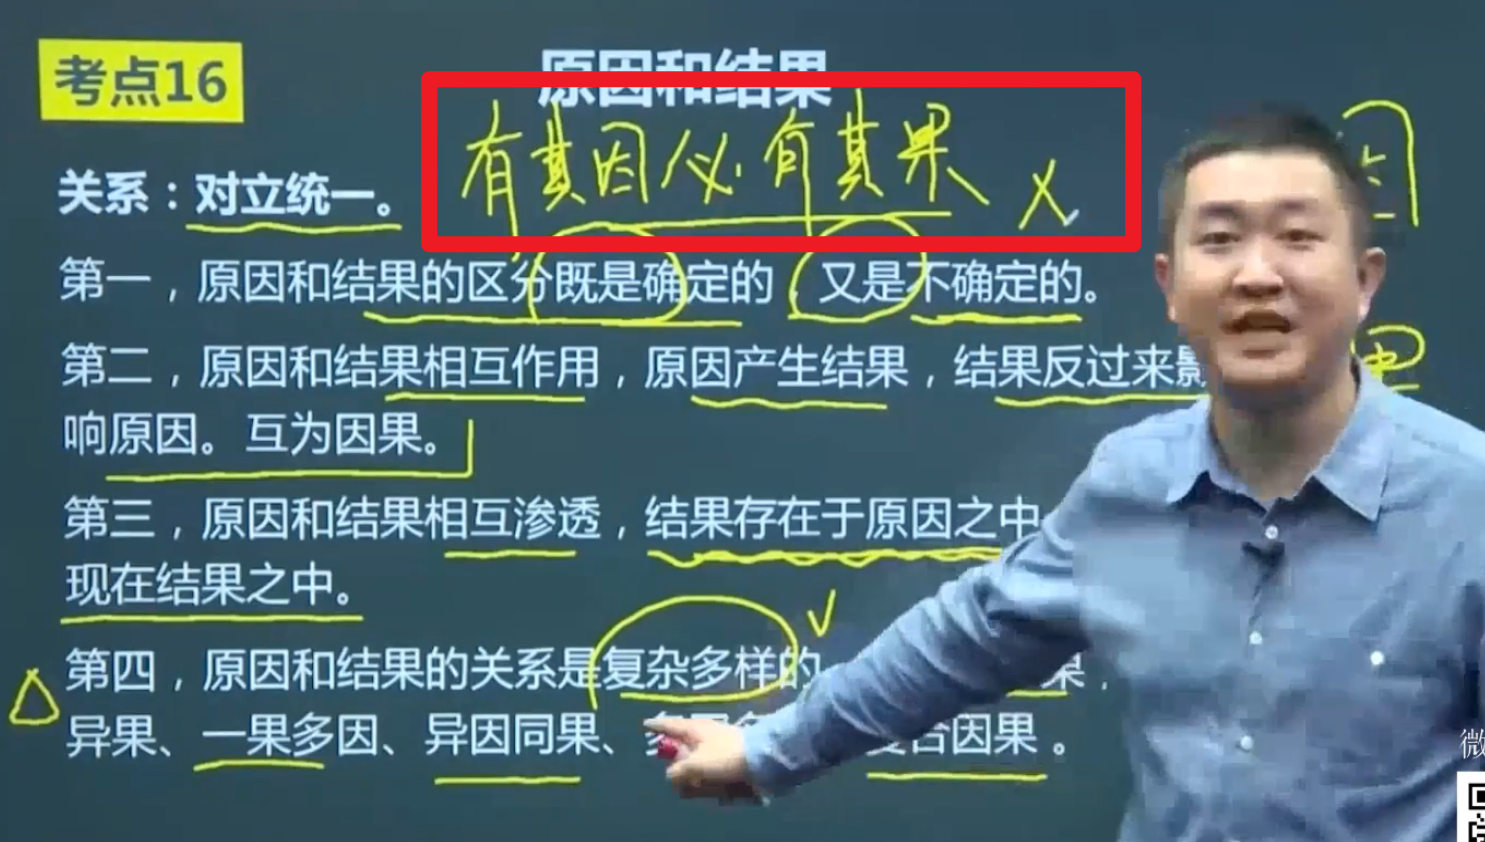 考点16
原因和结果
有其因必有其果 X
关系：对立统一。
第一，原因和结果的区分既是确定的，又是不确定的。
第二，原因和结果相互作用，原因产生结果，结果反过来影
响原因。互为因果。
第三，原因和结果相互渗透，结果存在于原因之中
现在结果之中。
第四，原因和结果的关系是复杂多样的 果，
异果、一果多因、异因同果、 复合因果。
因
果
微